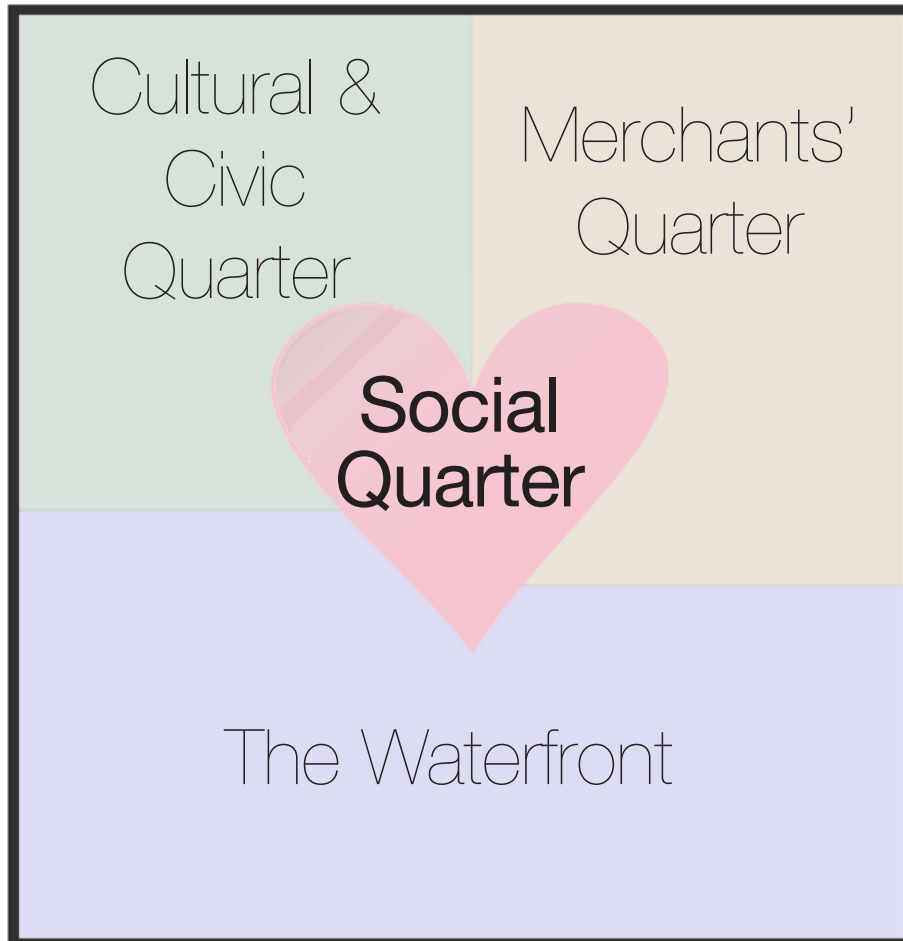 Cultural &
Civic
Quarter
Merchants’
Quarter
Social
Quarter
The Waterfront